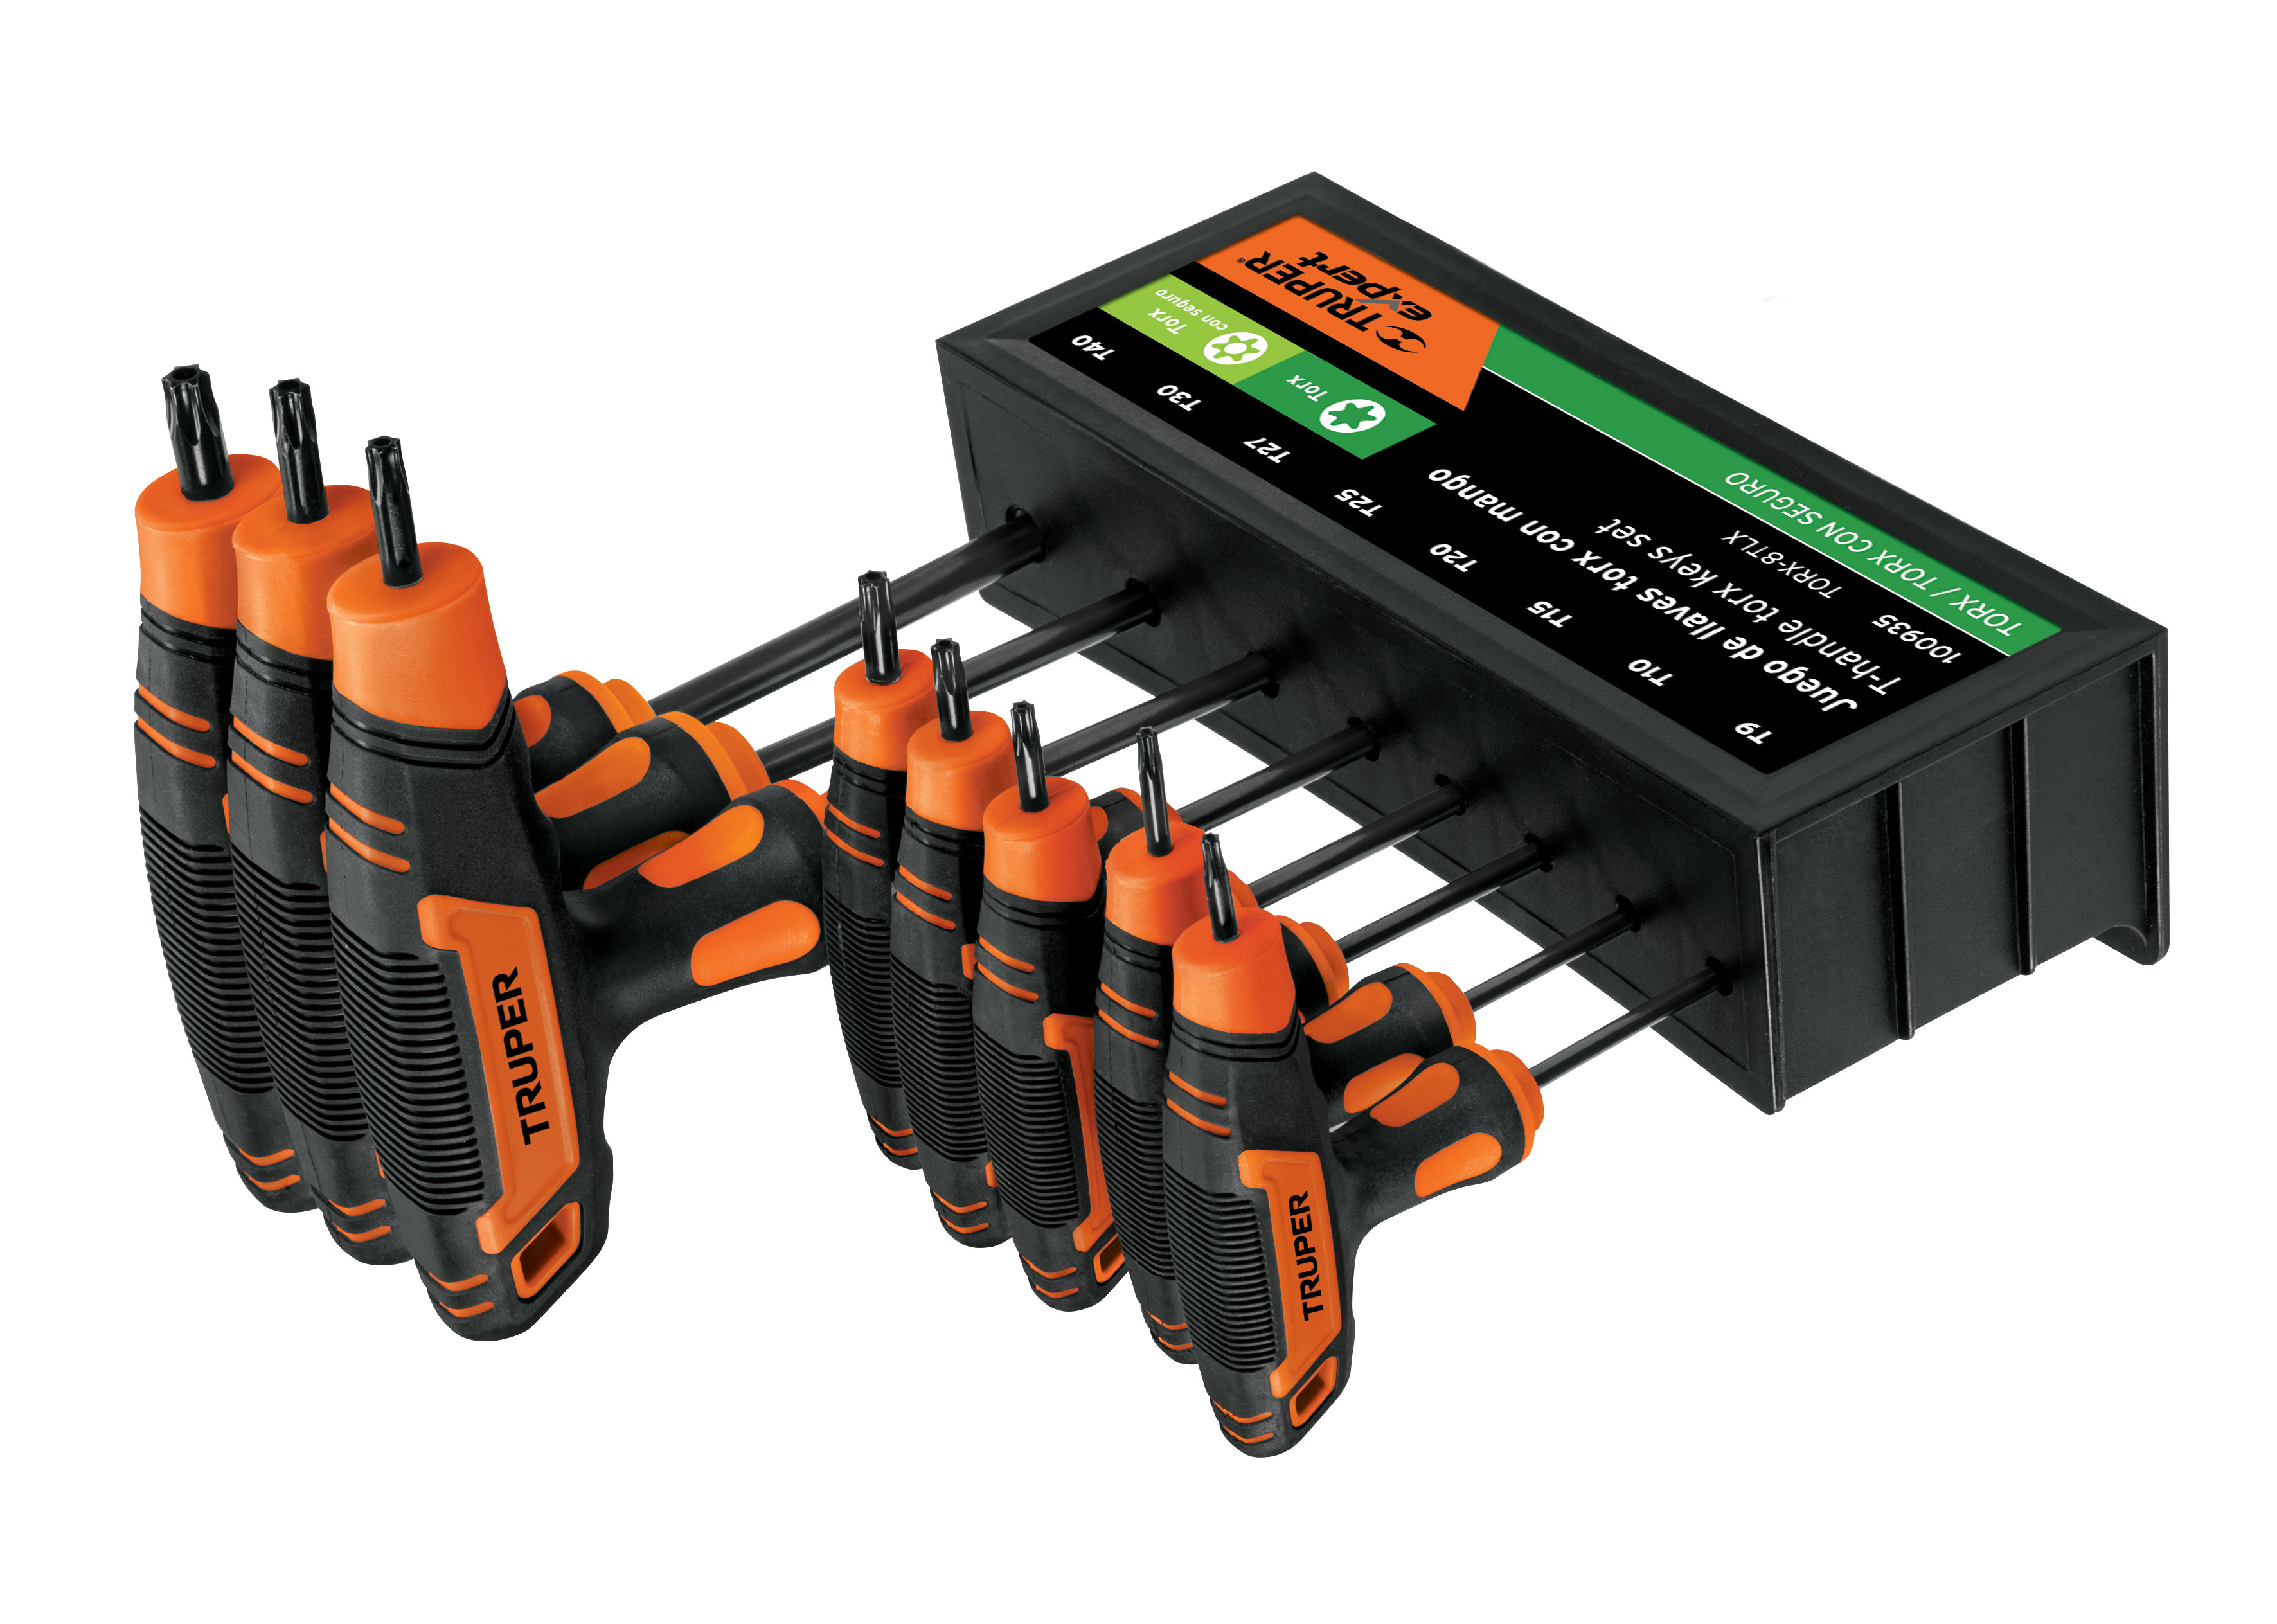 TRUPER®
expert
TORX / TORX CON SEGURO
100935
TORX-8TLX
Juego de llaves torx con mango
T-handle torx keys set
Torx
Torx
con seguro
T9
T10
T15
T20
T25
T27
T30
T40
TRUPER
TRUPER